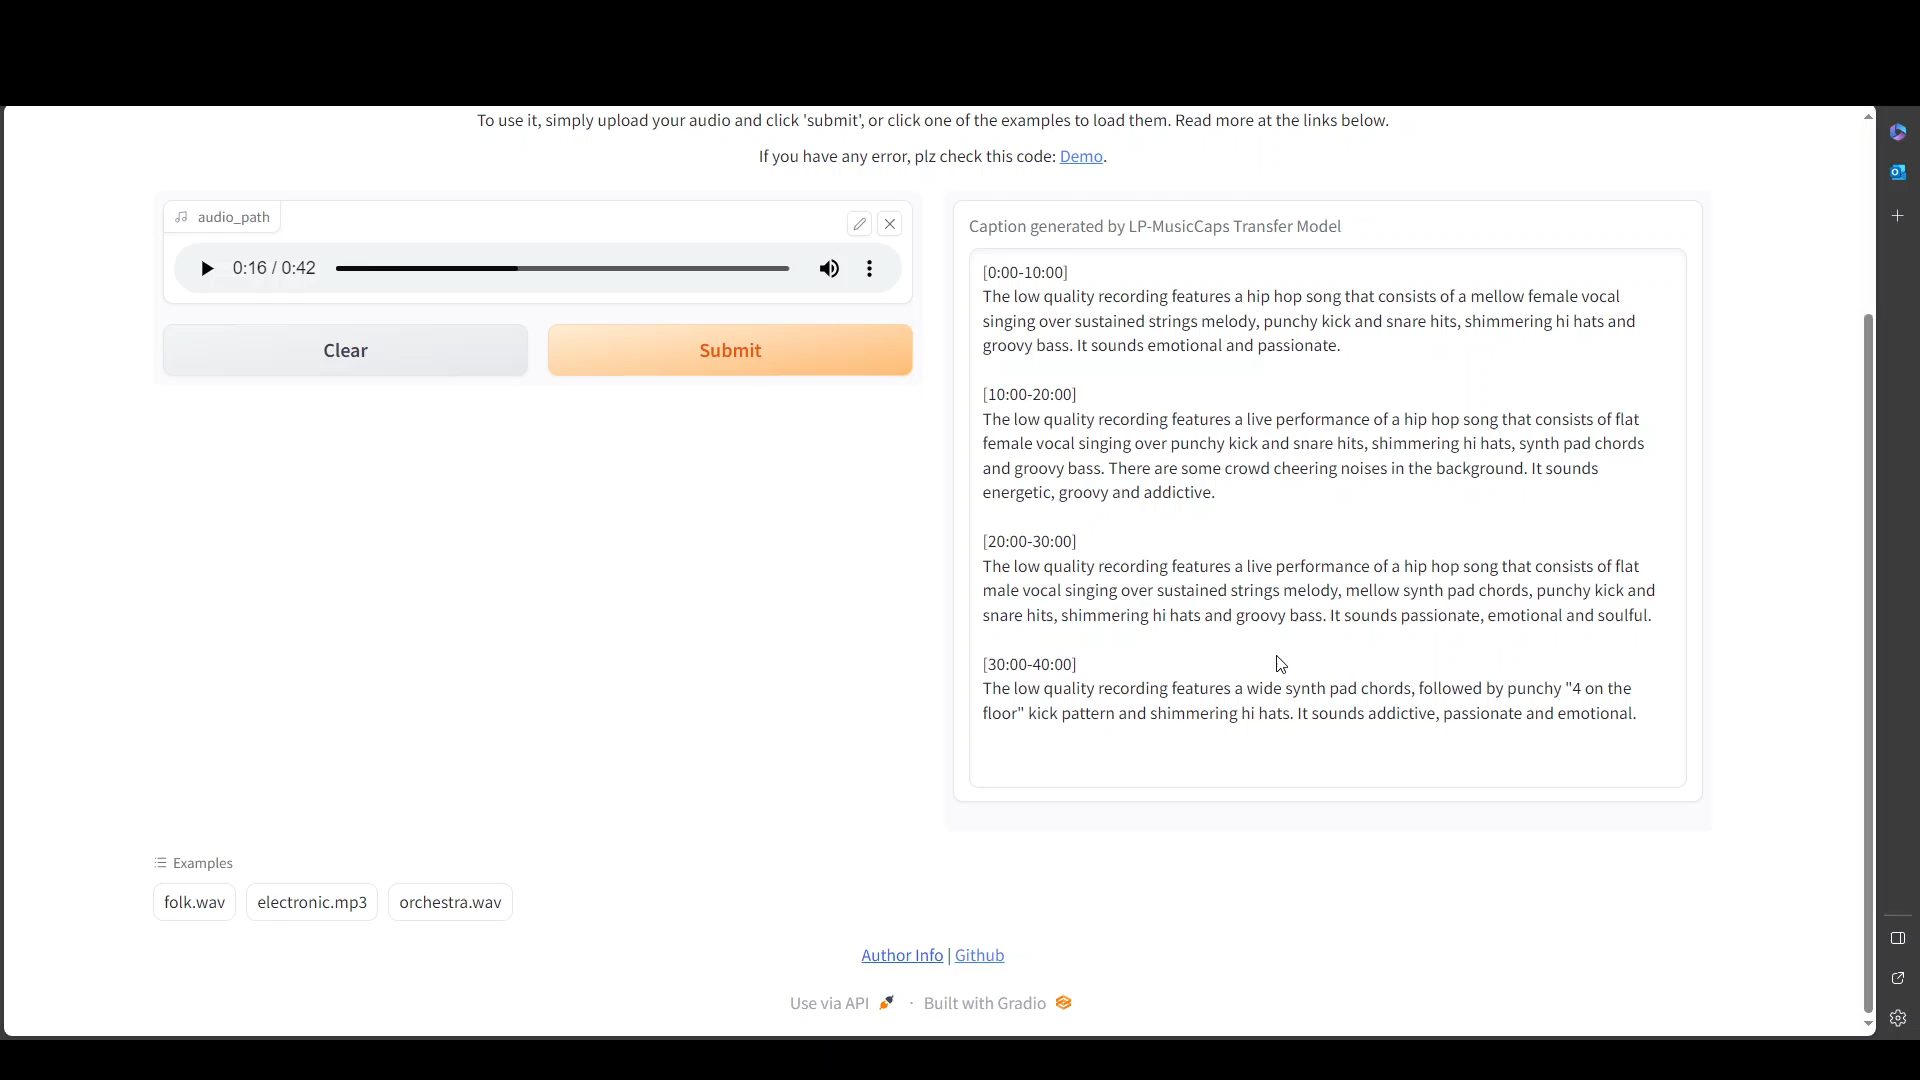 To use it, simply upload your audio and click 'submit', or click one of the examples to load them. Read more at the links below.
If you have any error, plz check this code: Demo.
audio_path
0:16 / 0:42
Clear
Submit
Caption generated by LP-MusicCaps Transfer Model
[0:00-10:00]
The low quality recording features a hip hop song that consists of a mellow female vocal
singing over sustained strings melody, punchy kick and snare hits, shimmering hi hats and
groovy bass. It sounds emotional and passionate.
[10:00-20:00]
The low quality recording features a live performance of a hip hop song that consists of flat
female vocal singing over punchy kick and snare hits, shimmering hi hats, synth pad chords
and groovy bass. There are some crowd cheering noises in the background. It sounds
energetic, groovy and addictive.
[20:00-30:00]
The low quality recording features a live performance of a hip hop song that consists of flat
male vocal singing over sustained strings melody, mellow synth pad chords, punchy kick and
snare hits, shimmering hi hats and groovy bass. It sounds passionate, emotional and soulful.
[30:00-40:00]
The low quality recording features a wide synth pad chords, followed by punchy "4 on the
floor" kick pattern and shimmering hi hats. It sounds addictive, passionate and emotional.
Examples
folk.wav
electronic.mp3
orchestra.wav
Author Info | Github
Use via API · Built with Gradio